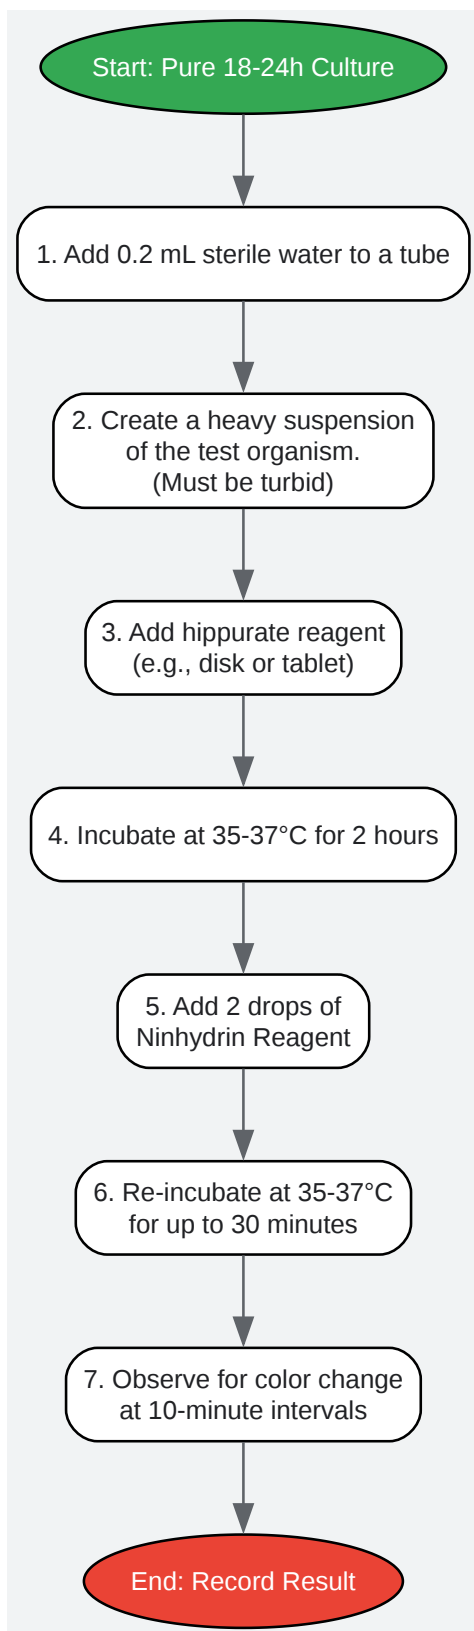 Start: Pure 18-24h Culture
1. Add 0.2 mL sterile water to a tube
2. Create a heavy suspension
of the test organism.
(Must be turbid)
3. Add hippurate reagent
(e.g., disk or tablet)
4. Incubate at 35-37°C for 2 hours
5. Add 2 drops of
Ninhydrin Reagent
6. Re-incubate at 35-37°C
for up to 30 minutes
7. Observe for color change
at 10-minute intervals
End: Record Result